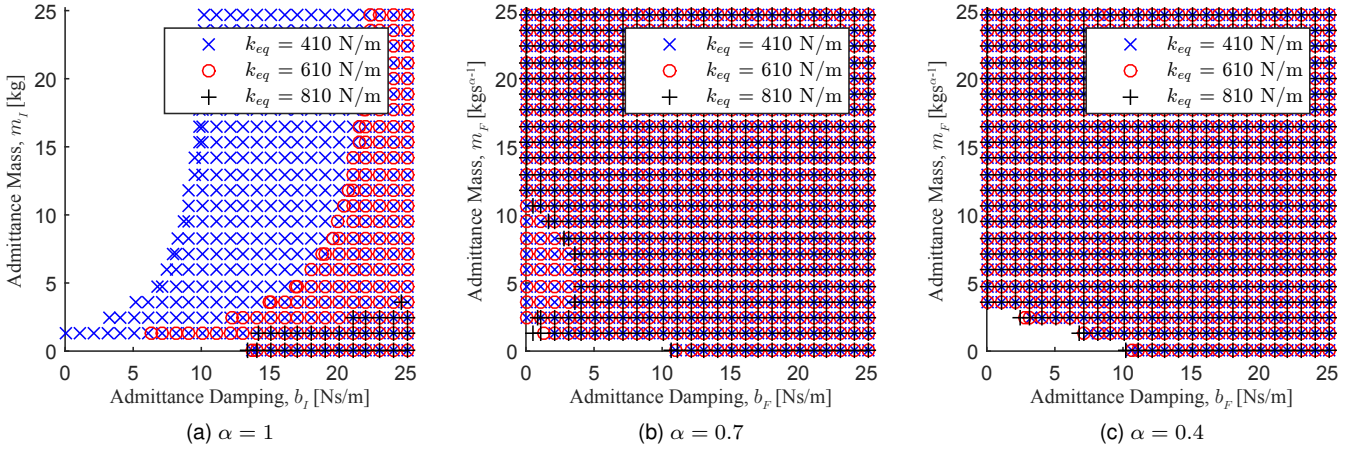 25
20
15
10
5
0
Admittance Mass, m_I [kg]
k_eq = 410 N/m
k_eq = 610 N/m
k_eq = 810 N/m
0 5 10 15 20 25
Admittance Damping, b_I [Ns/m]
(a) α = 1
25
20
15
10
5
0
Admittance Mass, m_F [kgs^α-1]
k_eq = 410 N/m
k_eq = 610 N/m
k_eq = 810 N/m
0 5 10 15 20 25
Admittance Damping, b_F [Ns/m]
(b) α = 0.7
25
20
15
10
5
0
Admittance Mass, m_F [kgs^α-1]
k_eq = 410 N/m
k_eq = 610 N/m
k_eq = 810 N/m
0 5 10 15 20 25
Admittance Damping, b_F [Ns/m]
(c) α = 0.4